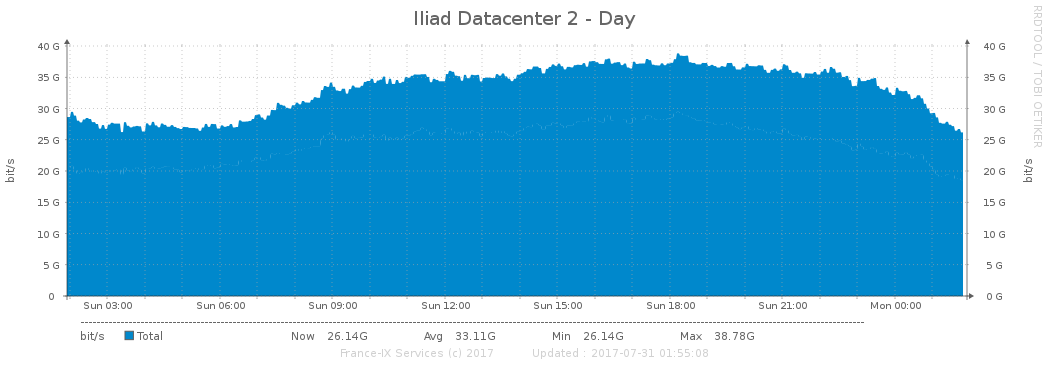 Iliad Datacenter 2 - Day
RRDTOOL / TOBI OETIKER
40 G 40 G
35 G 35 G
30 G 30 G
25 G 25 G
20 G 20 G
15 G 15 G
10 G 10 G
5 G 5 G
0 0 G
bit/s bit/s
Sun 03:00 Sun 06:00 Sun 09:00 Sun 12:00 Sun 15:00 Sun 18:00 Sun 21:00 Mon 00:00
bit/s Total Now 26.14G Avg 33.11G Min 26.14G Max 38.78G
France-IX Services (c) 2017 Updated : 2017-07-31 01:55:08